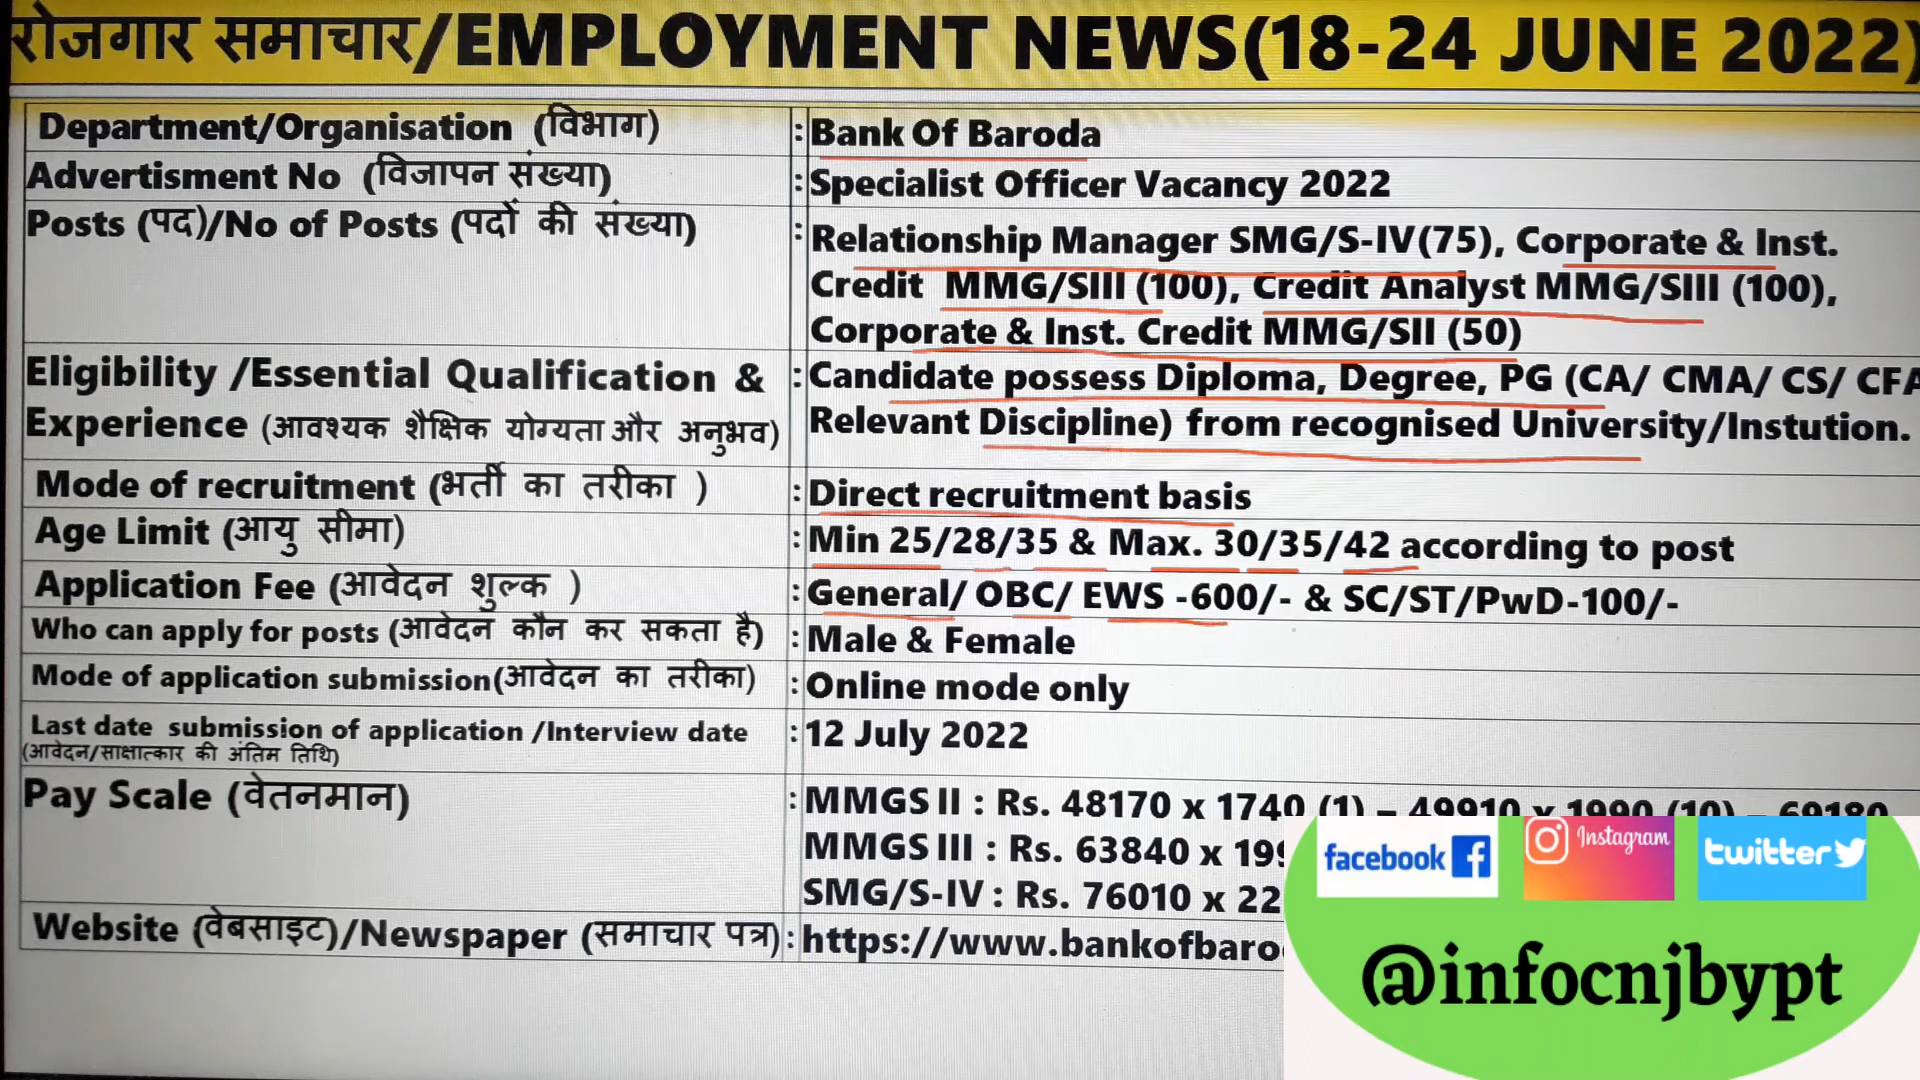 रोजगार समाचार/EMPLOYMENT NEWS(18-24 JUNE 2022)
Department/Organisation (विभाग) : Bank Of Baroda
Advertisment No (विज्ञापन संख्या) : Specialist Officer Vacancy 2022
Posts (पद)/No of Posts (पदों की संख्या) : Relationship Manager SMG/S-IV(75), Corporate & Inst.
Credit MMG/SIII (100), Credit Analyst MMG/SIII (100),
Corporate & Inst. Credit MMG/SII (50)
Eligibility /Essential Qualification & : Candidate possess Diploma, Degree, PG (CA/ CMA/ CS/ CFA
Experience (आवश्यक शैक्षिक योग्यता और अनुभव) Relevant Discipline) from recognised University/Instution.
Mode of recruitment (भर्ती का तरीका ) : Direct recruitment basis
Age Limit (आयु सीमा) : Min 25/28/35 & Max. 30/35/42 according to post
Application Fee (आवेदन शुल्क ) : General/ OBC/ EWS -600/- & SC/ST/PwD-100/-
Who can apply for posts (आवेदन कौन कर सकता है) : Male & Female
Mode of application submission(आवेदन का तरीका) : Online mode only
Last date submission of application /Interview date : 12 July 2022
(आवेदन/साक्षात्कार की अंतिम तिथि)
Pay Scale (वेतनमान) : MMGS II : Rs. 48170 x 1740 (1) – 49910 x 1990 (10) – 69180
MMGS III : Rs. 63840 x 199
SMG/S-IV : Rs. 76010 x 22
Website (वेबसाइट)/Newspaper (समाचार पत्र) : https://www.bankofbaro
facebook
Instagram
twitter
@infocnjbypt